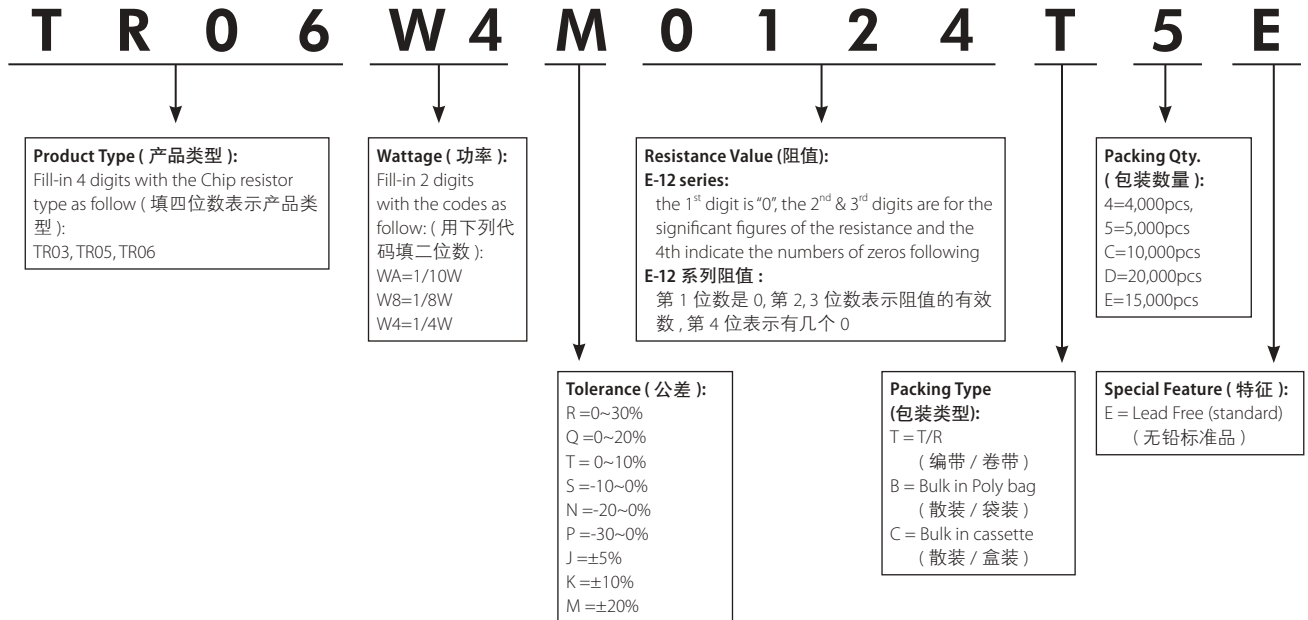 T R 0 6 W 4 M 0 1 2 4 T 5 E
Product Type ( 产品类型 ):
Fill-in 4 digits with the Chip resistor
type as follow ( 填四位数表示产品类
型 ):
TR03, TR05, TR06
Wattage ( 功率 ):
Fill-in 2 digits
with the codes as
follow: ( 用下列代
码填二位数 ):
WA=1/10W
W8=1/8W
W4=1/4W
Resistance Value (阻值):
E-12 series:
the 1st digit is “0”, the 2nd & 3rd digits are for the
significant figures of the resistance and the
4th indicate the numbers of zeros following
E-12 系列阻值 :
第 1 位数是 0, 第 2, 3 位数表示阻值的有效
数 , 第 4 位表示有几个 0
Packing Qty.
( 包装数量 ):
4=4,000pcs,
5=5,000pcs
C=10,000pcs
D=20,000pcs
E=15,000pcs
Tolerance ( 公差 ):
R =0~30%
Q =0~20%
T = 0~10%
S =-10~0%
N =-20~0%
P =-30~0%
J =±5%
K =±10%
M =±20%
Packing Type
(包装类型):
T = T/R
( 编带 / 卷带 )
B = Bulk in Poly bag
( 散装 / 袋装 )
C = Bulk in cassette
( 散装 / 盒装 )
Special Feature ( 特征 ):
E = Lead Free (standard)
( 无铅标准品 )